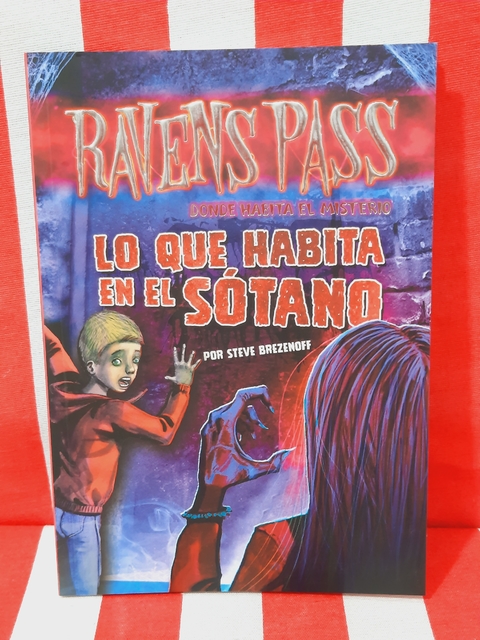 RAVENS PASS
DONDE HABITA EL MISTERIO
LO QUE HABITA
EN EL SÓTANO
POR STEVE BREZENOFF